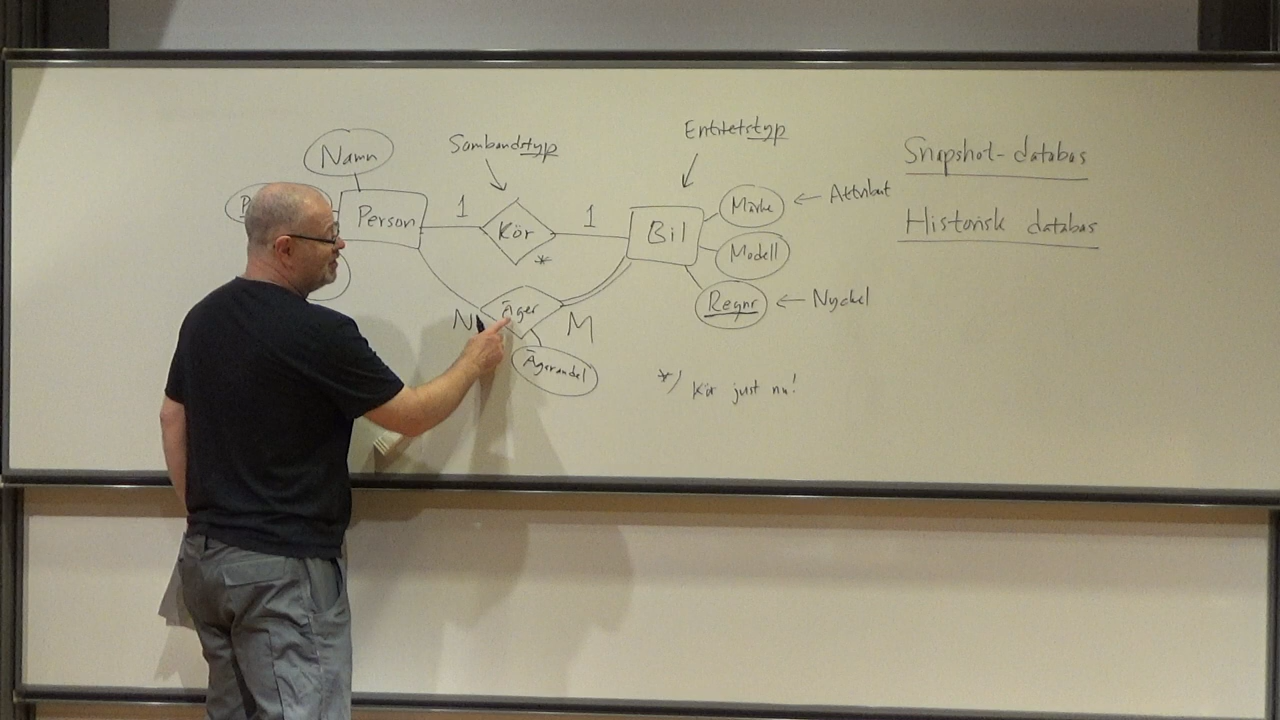 Entitetstyp
Sambandstyp
Snapshot-databas
Namn
Märke
Attribut
Person
1
Kör
1
Bil
Historisk databas
*
Modell
Regnr
Nyckel
N
Äger
M
Ägarandel
*) Kör just nu!